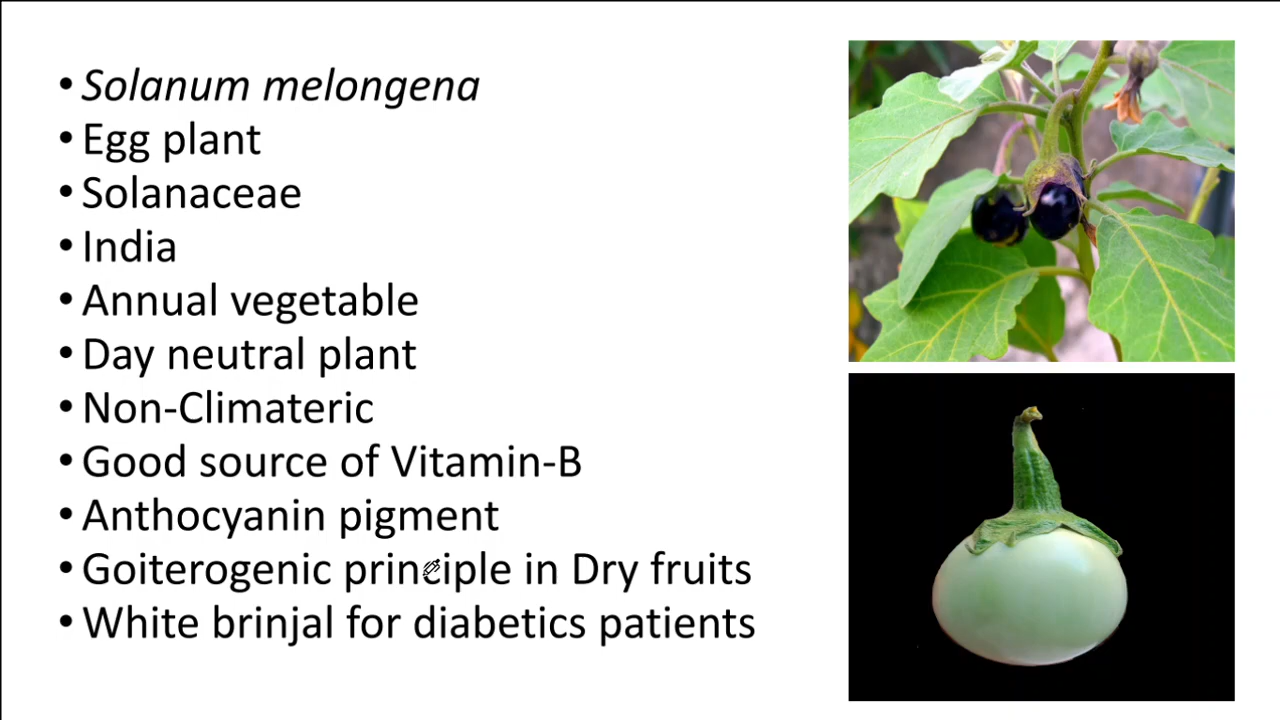 • Solanum melongena
• Egg plant
• Solanaceae
• India
• Annual vegetable
• Day neutral plant
• Non-Climateric
• Good source of Vitamin-B
• Anthocyanin pigment
• Goiterogenic principle in Dry fruits
• White brinjal for diabetics patients